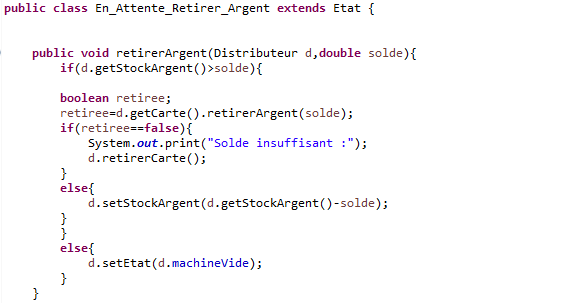 public class En_Attente_Retirer_Argent extends Etat {
public void retirerArgent(Distributeur d,double solde){
if(d.getStockArgent()>solde){
boolean retiree;
retiree=d.getCarte().retirerArgent(solde);
if(retiree==false){
System.out.print("Solde insuffisant :");
d.retirerCarte();
}
else{
d.setStockArgent(d.getStockArgent()-solde);
}
}
else{
d.setEtat(d.machineVide);
}
}